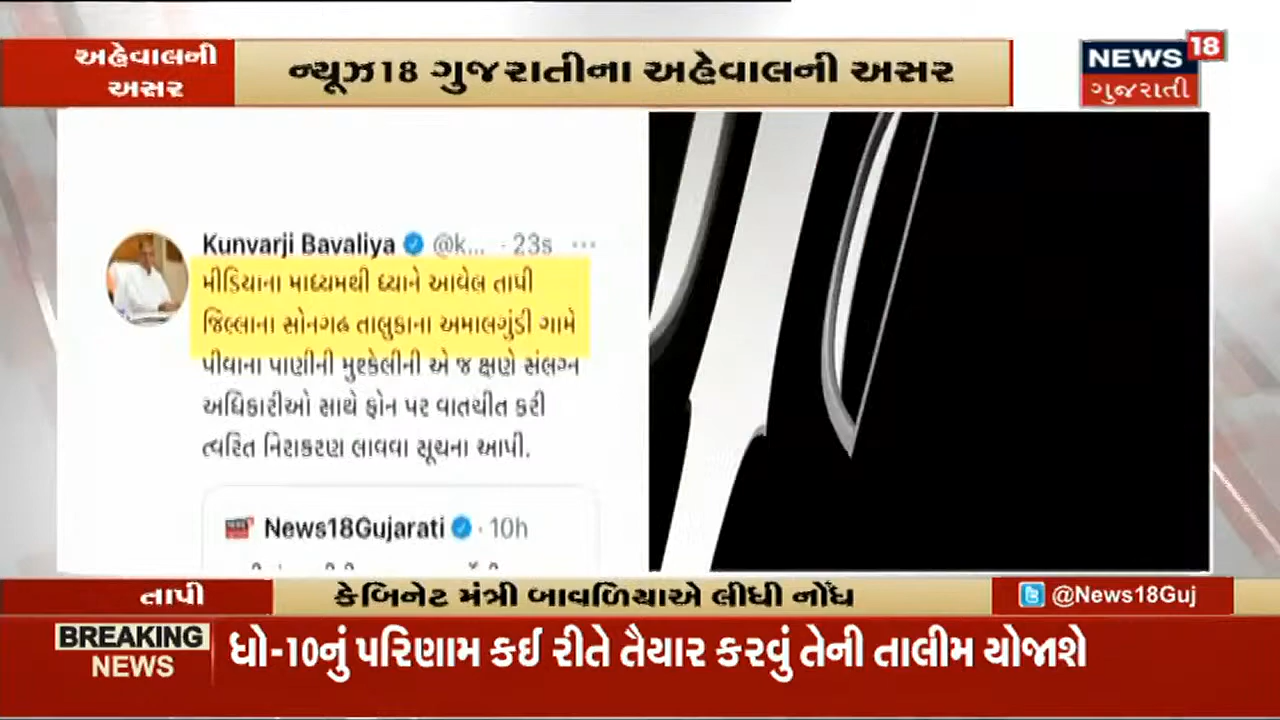 અહેવાલની
અસર
ન્યૂઝ18 ગુજરાતીના અહેવાલની અસર
NEWS 18
ગુજરાતી
Kunvarji Bavaliya @k... · 23s ...
મીડિયાના માધ્યમથી ધ્યાને આવેલ તાપી
જિલ્લાના સોનગઢ તાલુકાના અમાલગુંડી ગામે
પીવાના પાણીની મુશ્કેલીની એ જ ક્ષણે સંલગ્ન
અધિકારીઓ સાથે ફોન પર વાતચીત કરી
ત્વરિત નિરાકરણ લાવવા સૂચના આપી.
News18Gujarati · 10h
તાપી
કેબિનેટ મંત્રી બાવળિયાએ લીધી નોંધ
@News18Guj
BREAKING
NEWS
ધો-10નું પરિણામ કઈ રીતે તૈયાર કરવું તેની તાલીમ યોજાશે